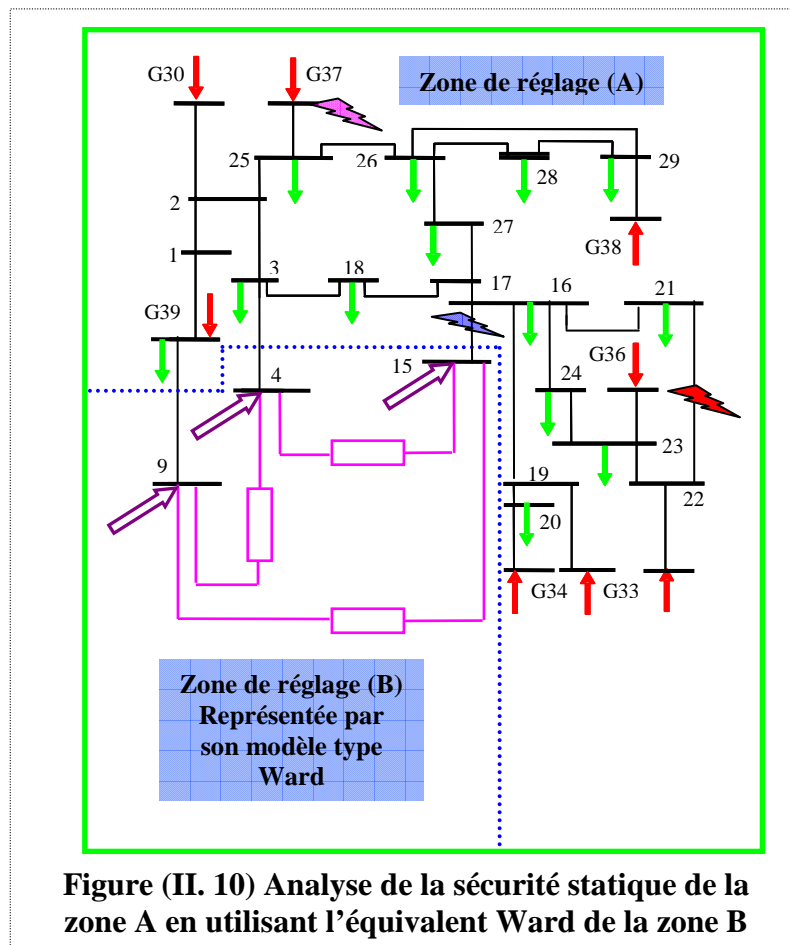 G30
G37
Zone de réglage (A)
25
26
28
29
2
27
G38
1
3
18
17
16
21
G39
15
G36
4
24
23
9
19
22
20
G34
G33
Zone de réglage (B)
Représentée par
son modèle type
Ward
Figure (II. 10) Analyse de la sécurité statique de la
zone A en utilisant l’équivalent Ward de la zone B